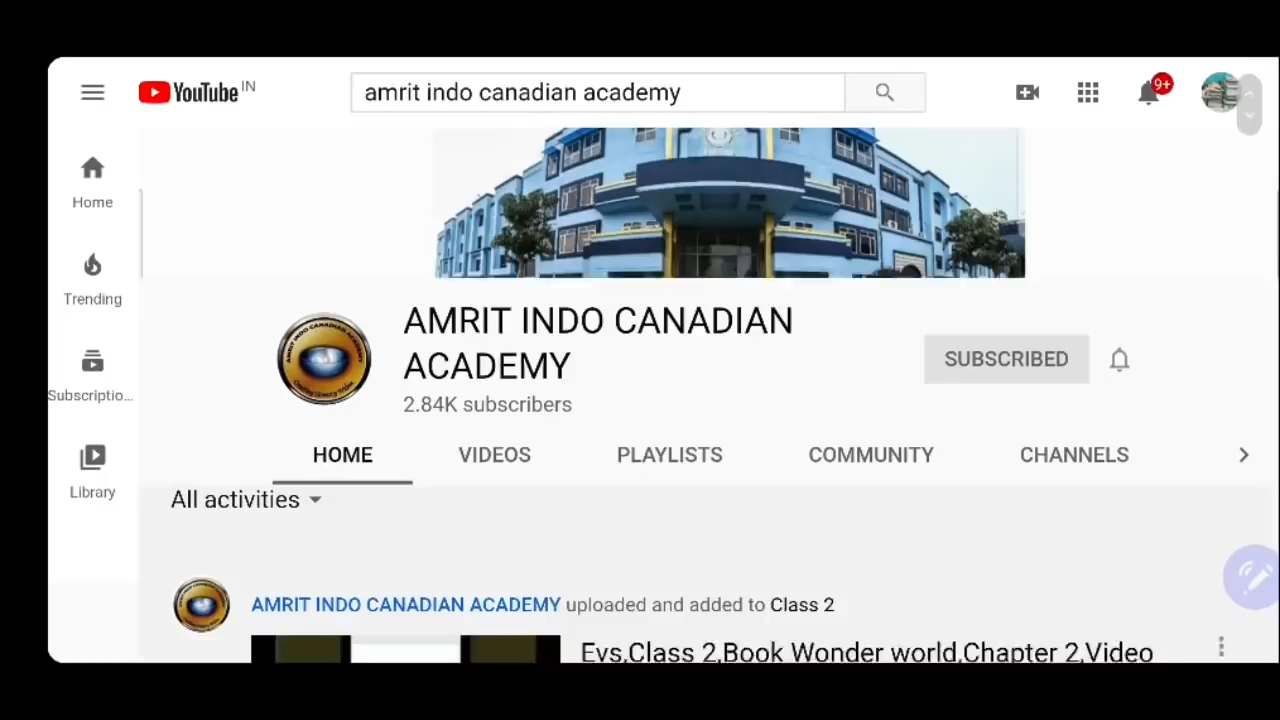 YouTube IN
amrit indo canadian academy
9+
Home
Trending
Subscriptio...
Library
AMRIT INDO CANADIAN
ACADEMY
2.84K subscribers
SUBSCRIBED
HOME VIDEOS PLAYLISTS COMMUNITY CHANNELS
All activities
AMRIT INDO CANADIAN ACADEMY uploaded and added to Class 2
Evs,Class 2,Book Wonder world,Chapter 2,Video